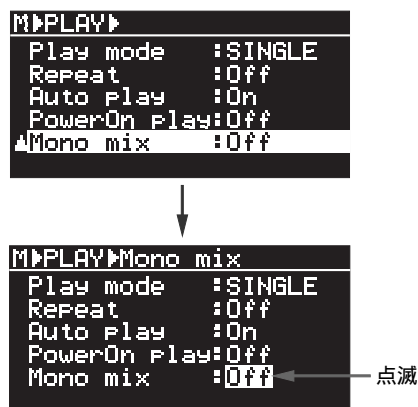 M▶PLAY▶
Play mode :SINGLE
Repeat :Off
Auto play :On
PowerOn play:Off
Mono mix :Off
M▶PLAY▶Mono mix
Play mode :SINGLE
Repeat :Off
Auto play :On
PowerOn play:Off
Mono mix :Off
点滅